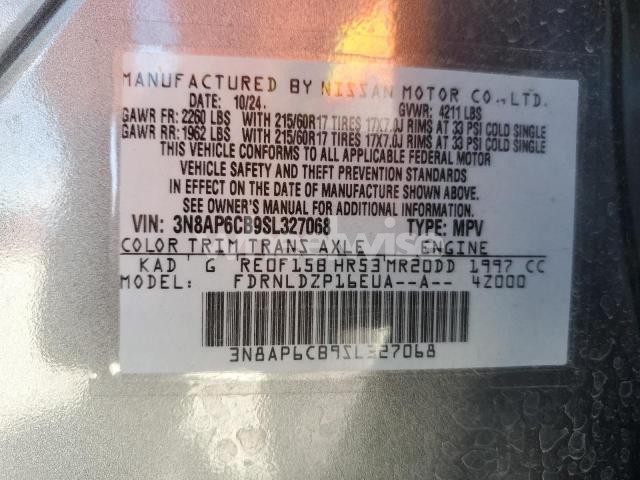 MANUFACTURED BY NISSAN MOTOR CO.,LTD.
DATE: 10/24. GVWR: 4211 LBS
GAWR FR: 2260 LBS WITH 215/60R17 TIRES 17X7.0J RIMS AT 33 PSI COLD SINGLE
GAWR RR: 1962 LBS WITH 215/60R17 TIRES 17X7.0J RIMS AT 33 PSI COLD SINGLE
THIS VEHICLE CONFORMS TO ALL APPLICABLE FEDERAL MOTOR
VEHICLE SAFETY AND THEFT PREVENTION STANDARDS
IN EFFECT ON THE DATE OF MANUFACTURE SHOWN ABOVE.
SEE OWNER'S MANUAL FOR ADDITIONAL INFORMATION.
VIN: 3N8AP6CB9SL327068 TYPE: MPV
COLOR TRIM TRANS AXLE ENGINE
KAD G RE0F15B HR53 MR20DD 1997 CC
MODEL: FDRNLDZP16EUA--A-- 4Z000
3N8AP6CB9SL327068